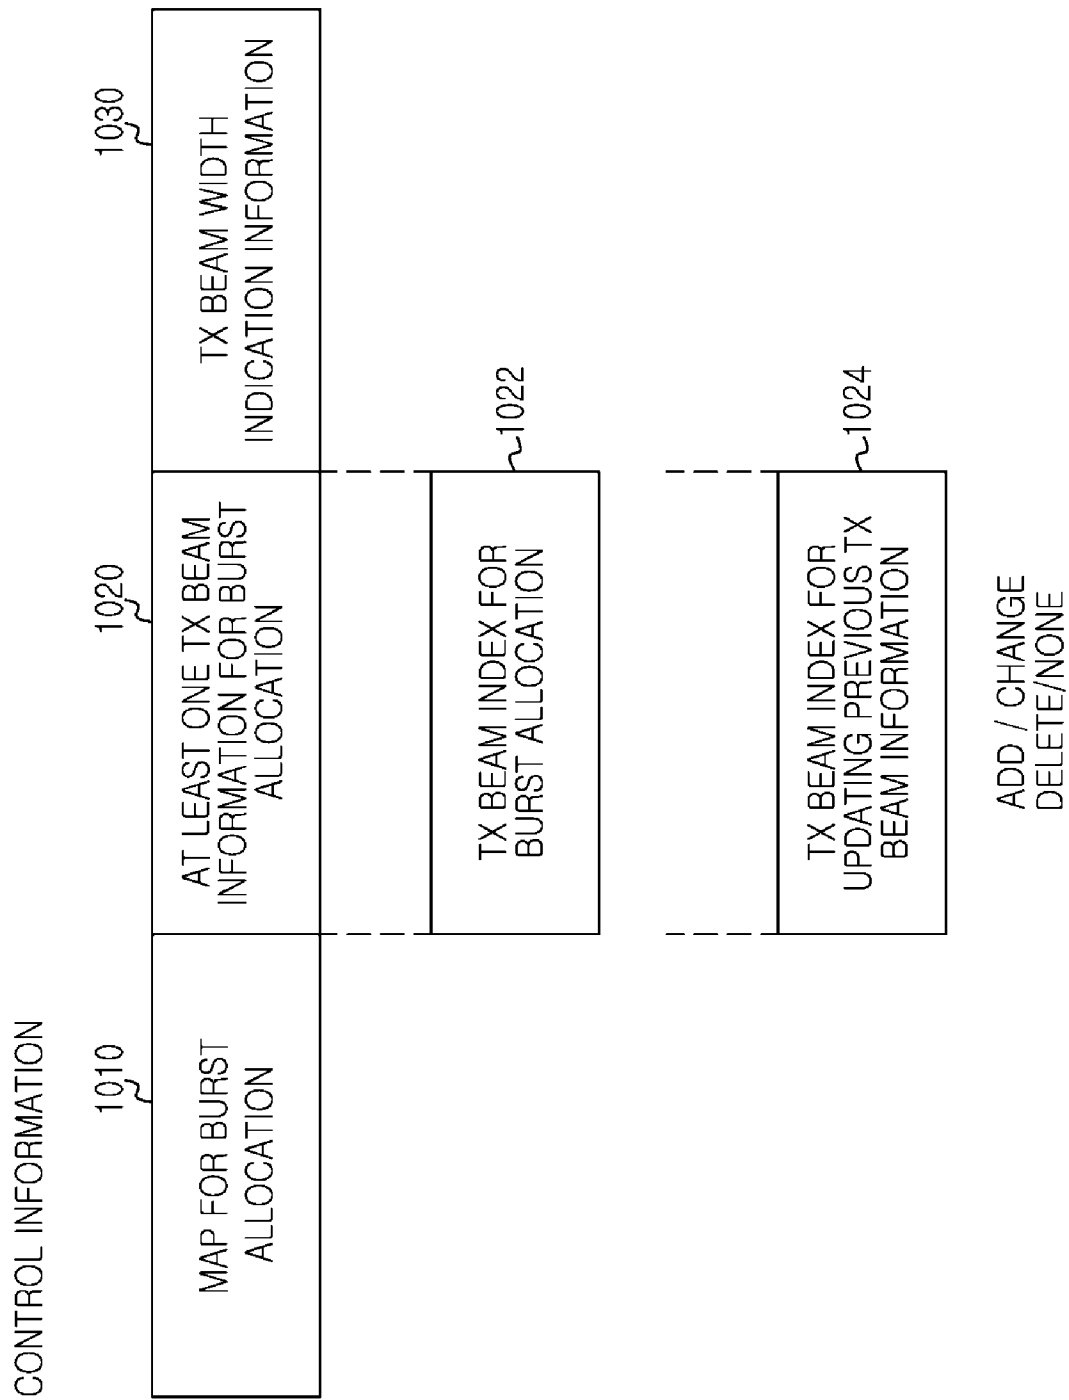 CONTROL INFORMATION
1010
1020
1030
MAP FOR BURST
ALLOCATION
AT LEAST ONE TX BEAM
INFORMATION FOR BURST
ALLOCATION
TX BEAM WIDTH
INDICATION INFORMATION
1022
TX BEAM INDEX FOR
BURST ALLOCATION
1024
TX BEAM INDEX FOR
UPDATING PREVIOUS TX
BEAM INFORMATION
ADD / CHANGE
DELETE/NONE